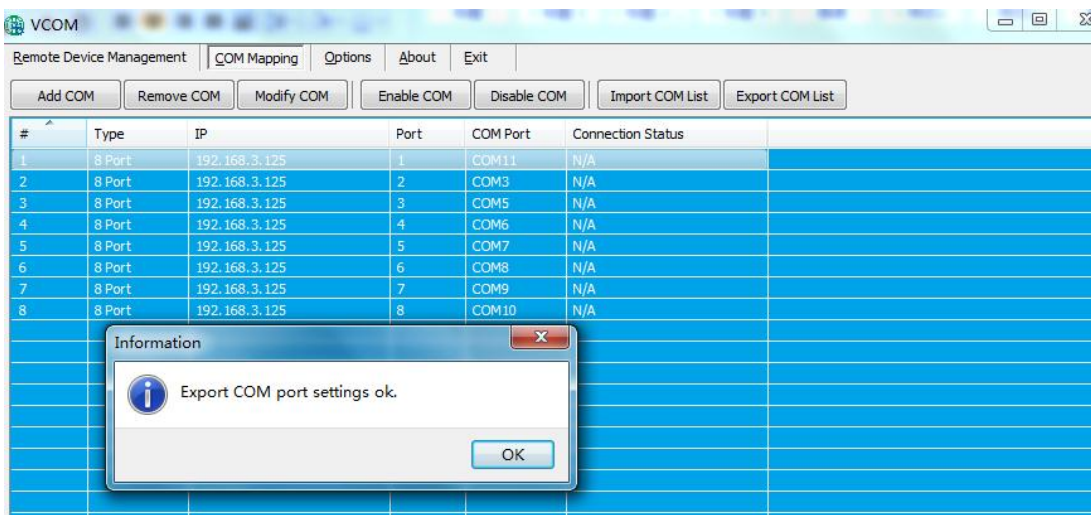 VCOM
Remote Device Management COM Mapping Options About Exit
Add COM Remove COM Modify COM Enable COM Disable COM Import COM List Export COM List
# Type IP Port COM Port Connection Status
1 8 Port 192.168.3.125 1 COM11 N/A
2 8 Port 192.168.3.125 2 COM3 N/A
3 8 Port 192.168.3.125 3 COM5 N/A
4 8 Port 192.168.3.125 4 COM6 N/A
5 8 Port 192.168.3.125 5 COM7 N/A
6 8 Port 192.168.3.125 6 COM8 N/A
7 8 Port 192.168.3.125 7 COM9 N/A
8 8 Port 192.168.3.125 8 COM10 N/A
Information
Export COM port settings ok.
OK